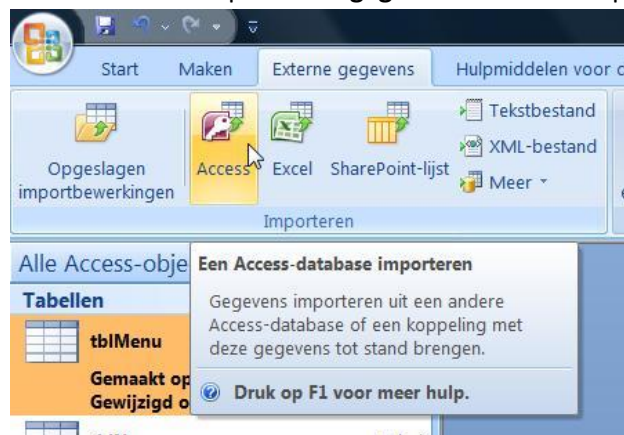 Start Maken Externe gegevens Hulpmiddelen voor
Opgeslagen importbewerkingen
Access
Excel
SharePoint-lijst
Tekstbestand
XML-bestand
Meer
Importeren
Alle Access-obje
Tabellen
tblMenu
Gemaakt op
Gewijzigd o
Een Access-database importeren
Gegevens importeren uit een andere
Access-database of een koppeling met
deze gegevens tot stand brengen.
Druk op F1 voor meer hulp.